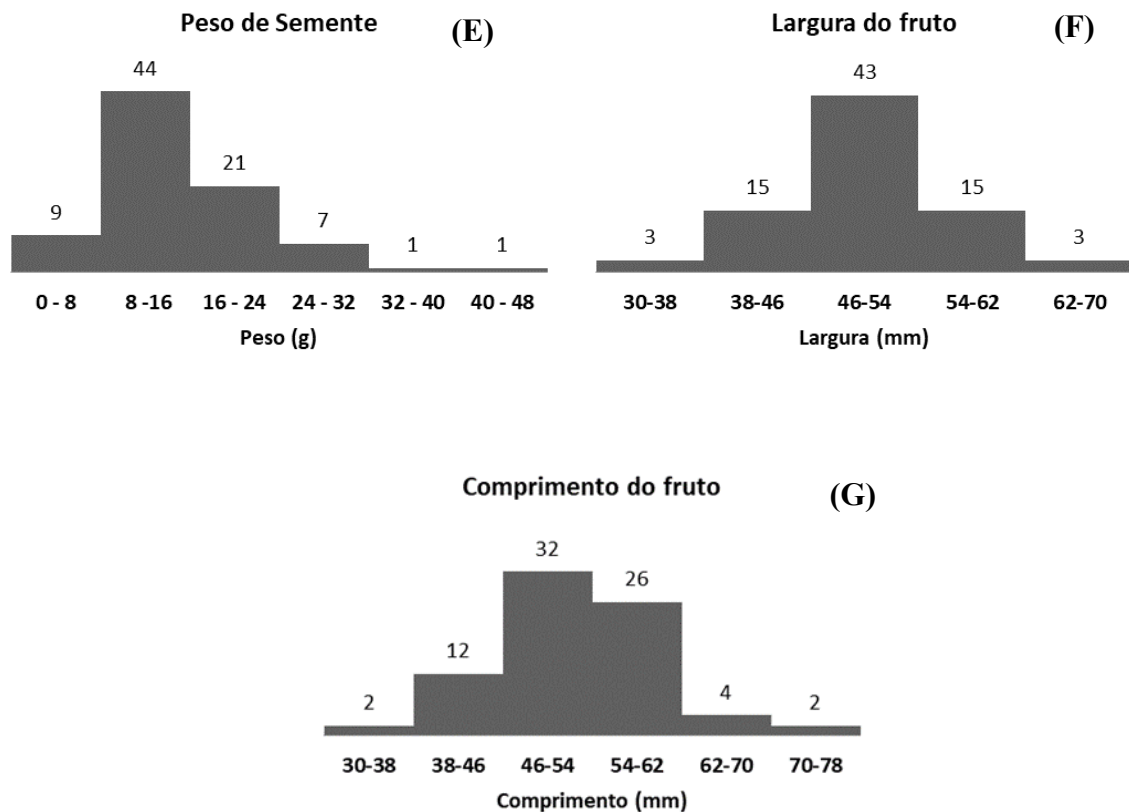 Peso de Semente (E)
44
21
9
7
1 1
0 - 8 8 -16 16 - 24 24 - 32 32 - 40 40 - 48
Peso (g)
Largura do fruto (F)
43
15 15
3 3
30-38 38-46 46-54 54-62 62-70
Largura (mm)
Comprimento do fruto (G)
32
26
12
4
2 2
30-38 38-46 46-54 54-62 62-70 70-78
Comprimento (mm)